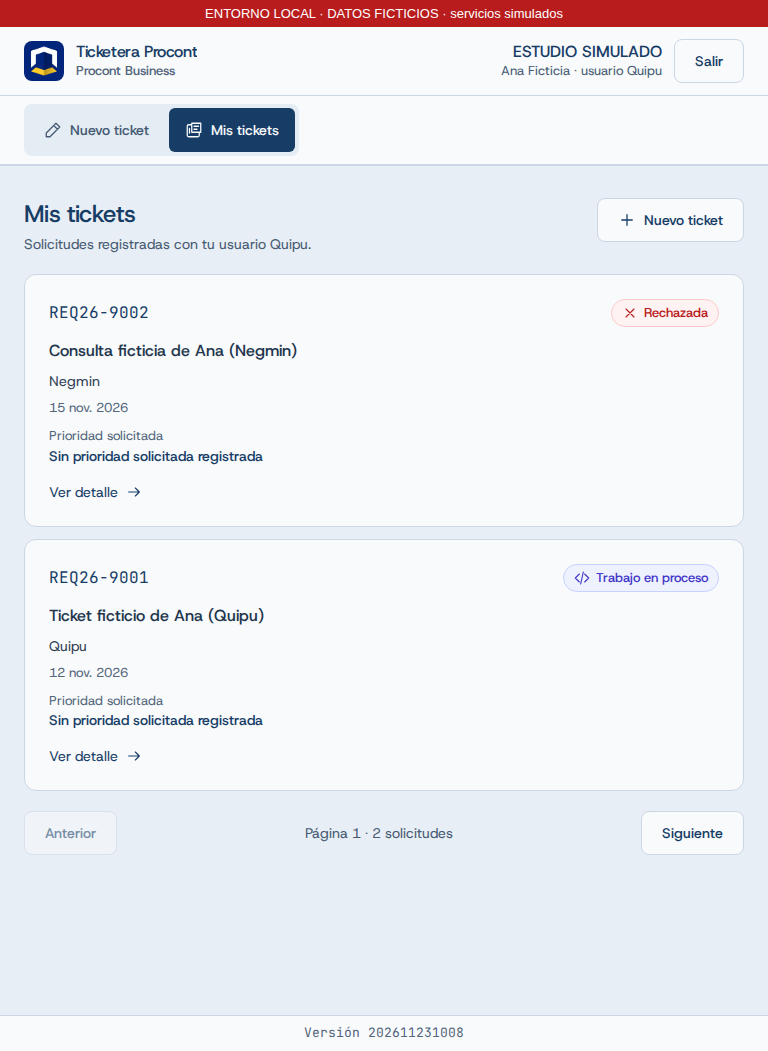 ENTORNO LOCAL · DATOS FICTICIOS · servicios simulados
Ticketera Procont
Procont Business
ESTUDIO SIMULADO
Ana Ficticia · usuario Quipu
Salir
Nuevo ticket
Mis tickets
Mis tickets
Solicitudes registradas con tu usuario Quipu.
Nuevo ticket
REQ26-9002
Rechazada
Consulta ficticia de Ana (Negmin)
Negmin
15 nov. 2026
Prioridad solicitada
Sin prioridad solicitada registrada
Ver detalle
REQ26-9001
Trabajo en proceso
Ticket ficticio de Ana (Quipu)
Quipu
12 nov. 2026
Prioridad solicitada
Sin prioridad solicitada registrada
Ver detalle
Anterior
Página 1 · 2 solicitudes
Siguiente
Versión 202611231008